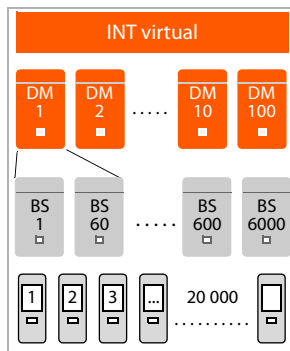 INT virtual
DM DM DM DM
1 2 ..... 10 100
BS BS BS BS
1 60 ..... 600 6000
1 2 3 ... 20 000
..........